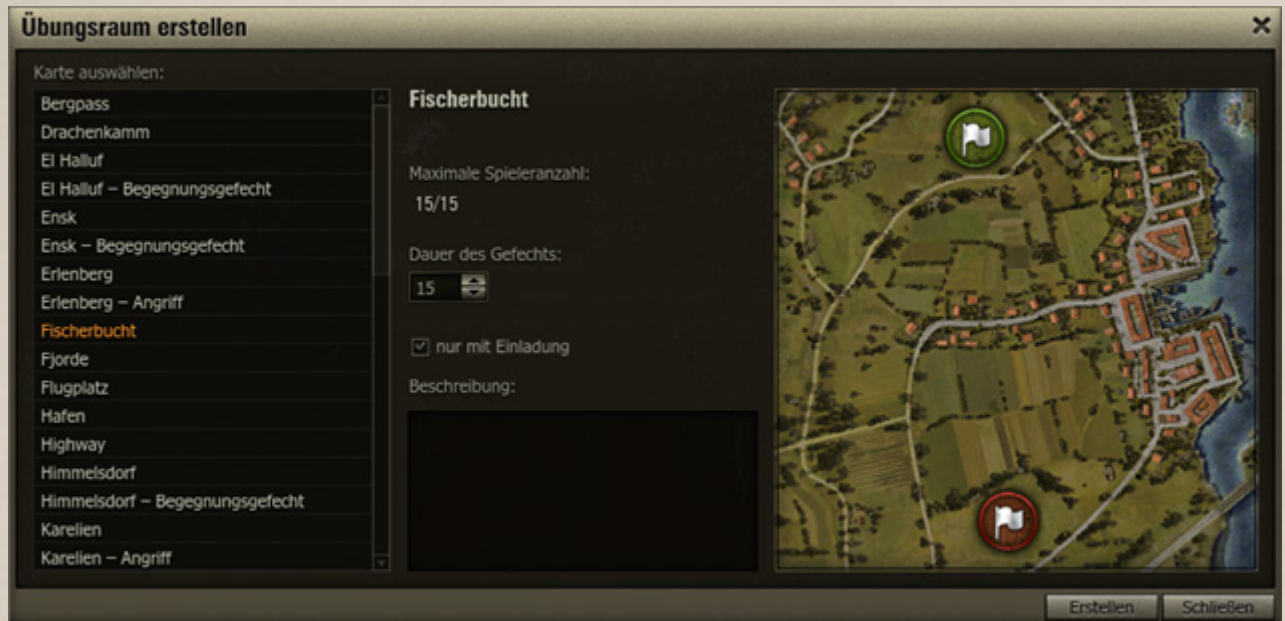 Übungsraum erstellen
Karte auswählen:
Bergpass
Drachenkamm
El Halluf
El Halluf – Begegnungsgefecht
Ensk
Ensk – Begegnungsgefecht
Erlenberg
Erlenberg – Angriff
Fischerbucht
Fjorde
Flugplatz
Hafen
Highway
Himmelsdorf
Himmelsdorf – Begegnungsgefecht
Karelien
Karelien – Angriff
Fischerbucht
Maximale Spieleranzahl:
15/15
Dauer des Gefechts:
15
nur mit Einladung
Beschreibung:
Erstellen
Schließen